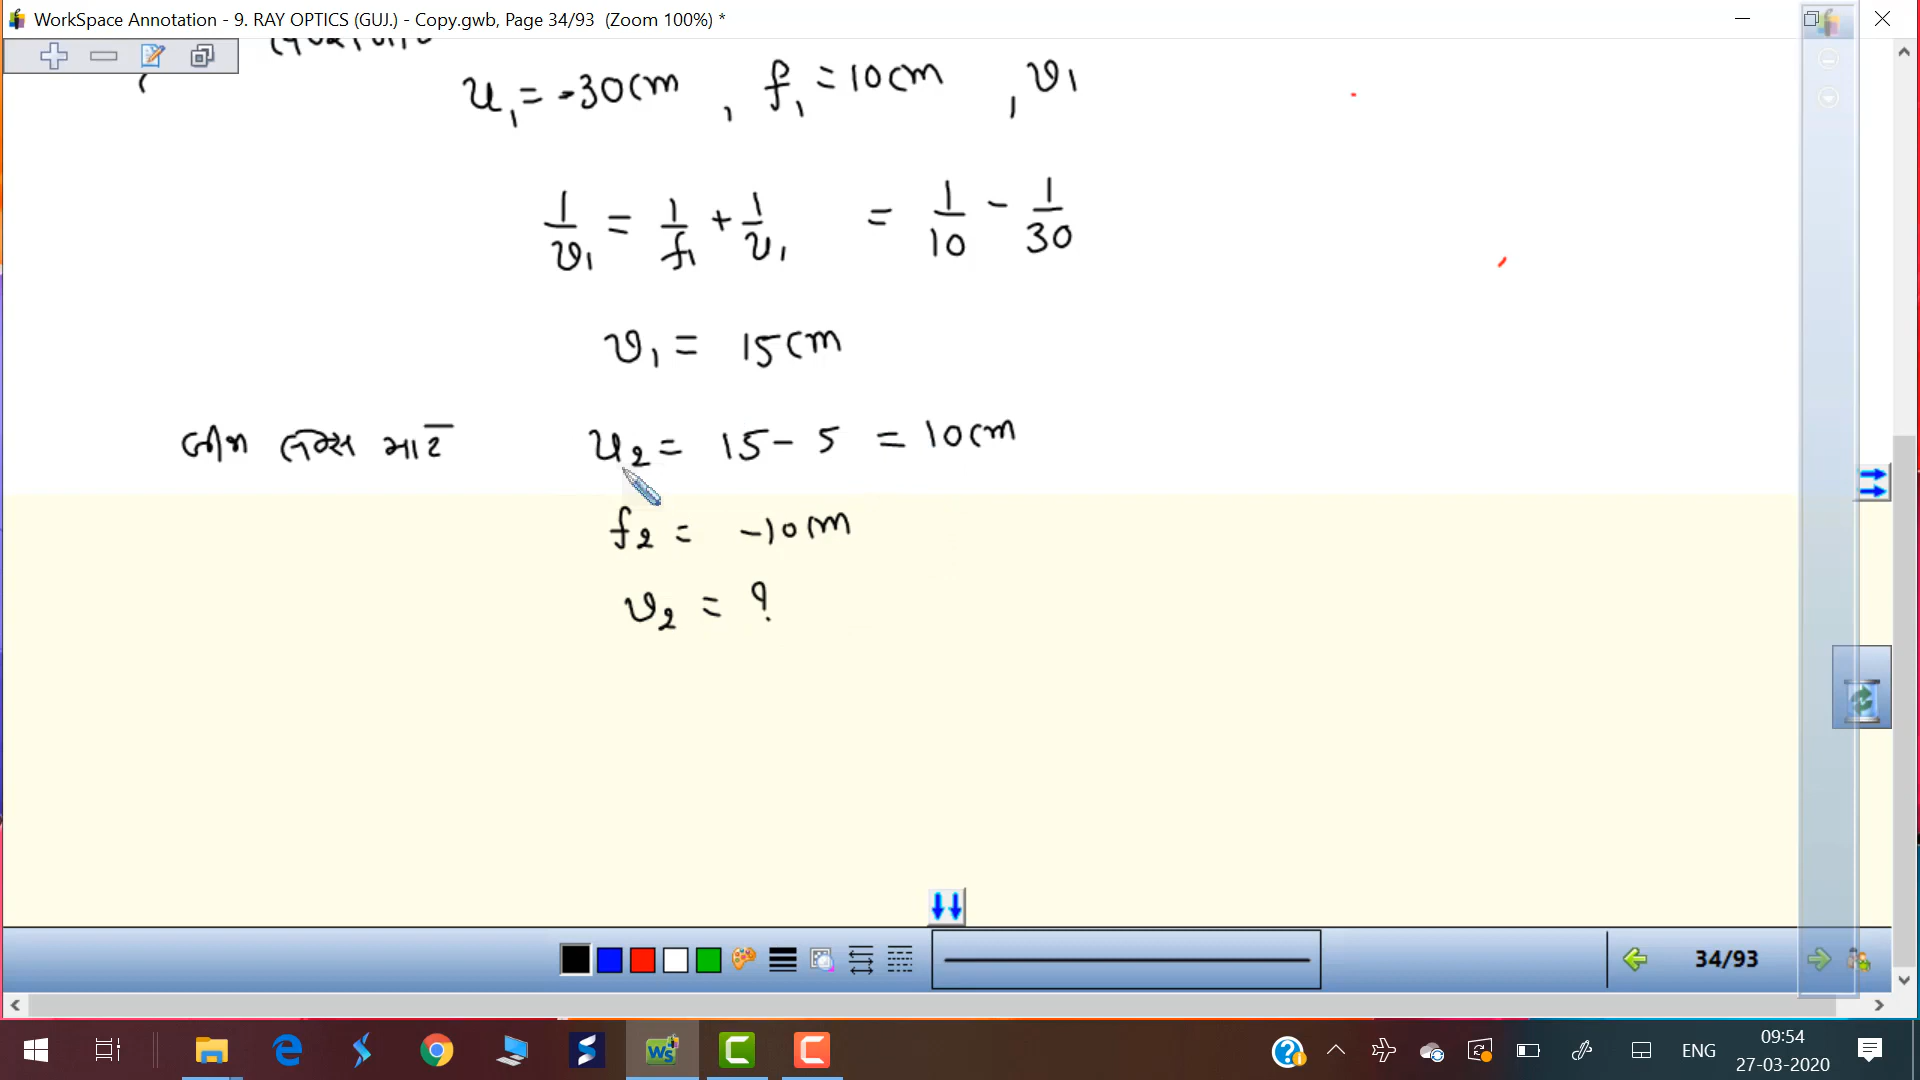 WorkSpace Annotation - 9. RAY OPTICS (GUJ.) - Copy.gwb, Page 34/93 (Zoom 100%) *
u₁ = -30cm , f₁ = 10cm , v₁
1/v₁ = 1/f₁ + 1/u₁ = 1/10 - 1/30
v₁ = 15cm
બીજા લેન્સ માટે u₂ = 15 - 5 = 10cm
f₂ = -10cm
v₂ = ?
34/93
09:54
ENG
27-03-2020